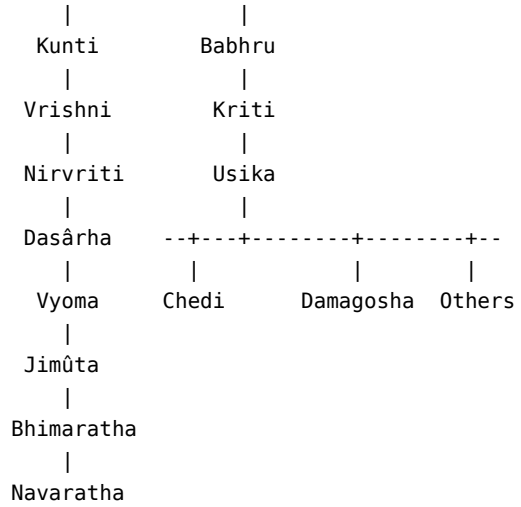 Kunti Babhru
Vrishni Kriti
Nirvriti Usika
Dasârha --+---+--------+--------+--
Vyoma Chedi Damagosha Others
Jimûta
Bhimaratha
Navaratha